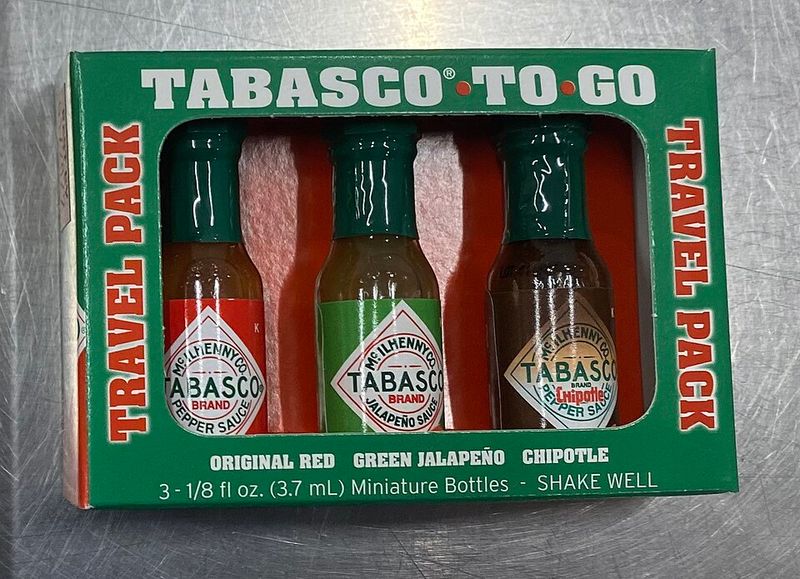 TABASCO®•TO•GO
TRAVEL PACK
TRAVEL PACK
K
McILHENNY CO.
TABASCO
BRAND
PEPPER SAUCE
McILHENNY CO.
TABASCO
BRAND
JALAPEÑO SAUCE
McILHENNY CO.
TABASCO
BRAND
Chipotle
PEPPER SAUCE
ORIGINAL RED GREEN JALAPEÑO CHIPOTLE
3 - 1/8 fl oz. (3.7 mL) Miniature Bottles - SHAKE WELL